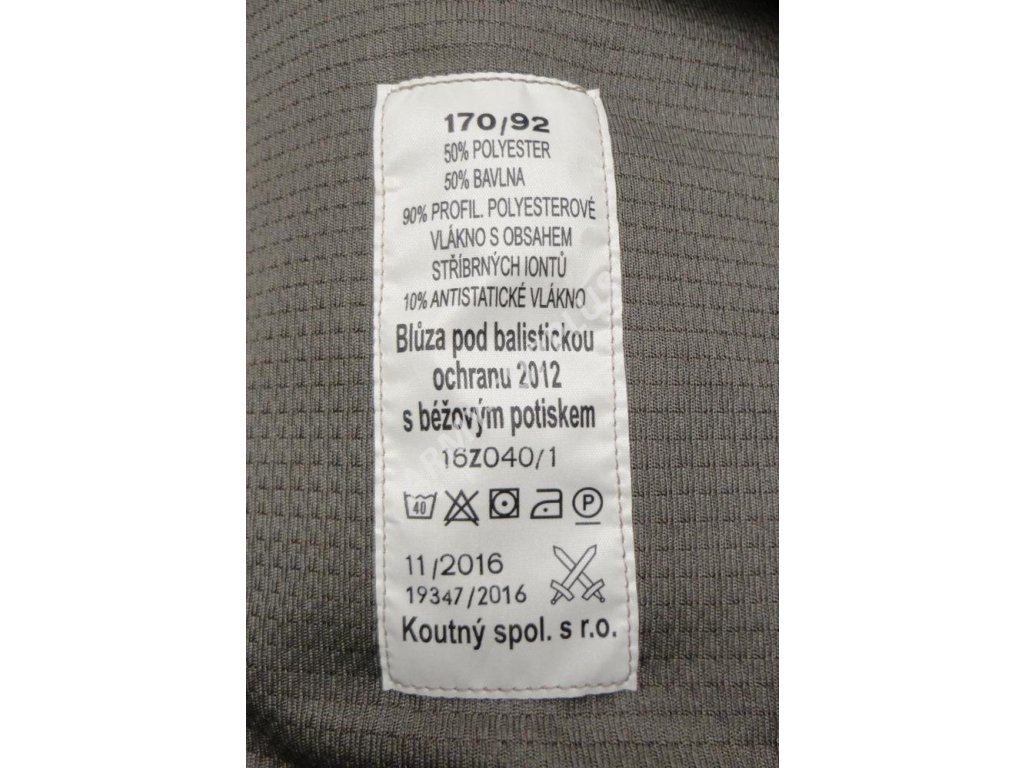 170/92
50% POLYESTER
50% BAVLNA
90% PROFIL. POLYESTEROVÉ
VLÁKNO S OBSAHEM
STŘÍBRNÝCH IONTŮ
10% ANTISTATICKÉ VLÁKNO
Blůza pod balistickou
ochranu 2012
s béžovým potiskem
16Z040/1
40 P
11/2016
19347/2016
Koutný spol. s r.o.